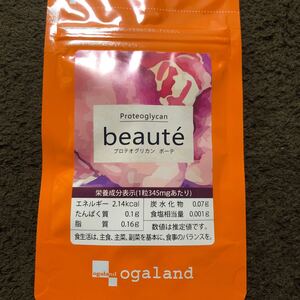 Proteoglycan
beauté
プロテオグリカン ボーテ
栄養成分表示(1粒345mgあたり)
エネルギー 2.14kcal 炭水化物 0.07g
たんぱく質 0.1g 食塩相当量 0.001g
脂質 0.16g 数値は推定値です。
食生活は、主食、主菜、副菜を基本に、食事のバランスを。
ogaland ogaland